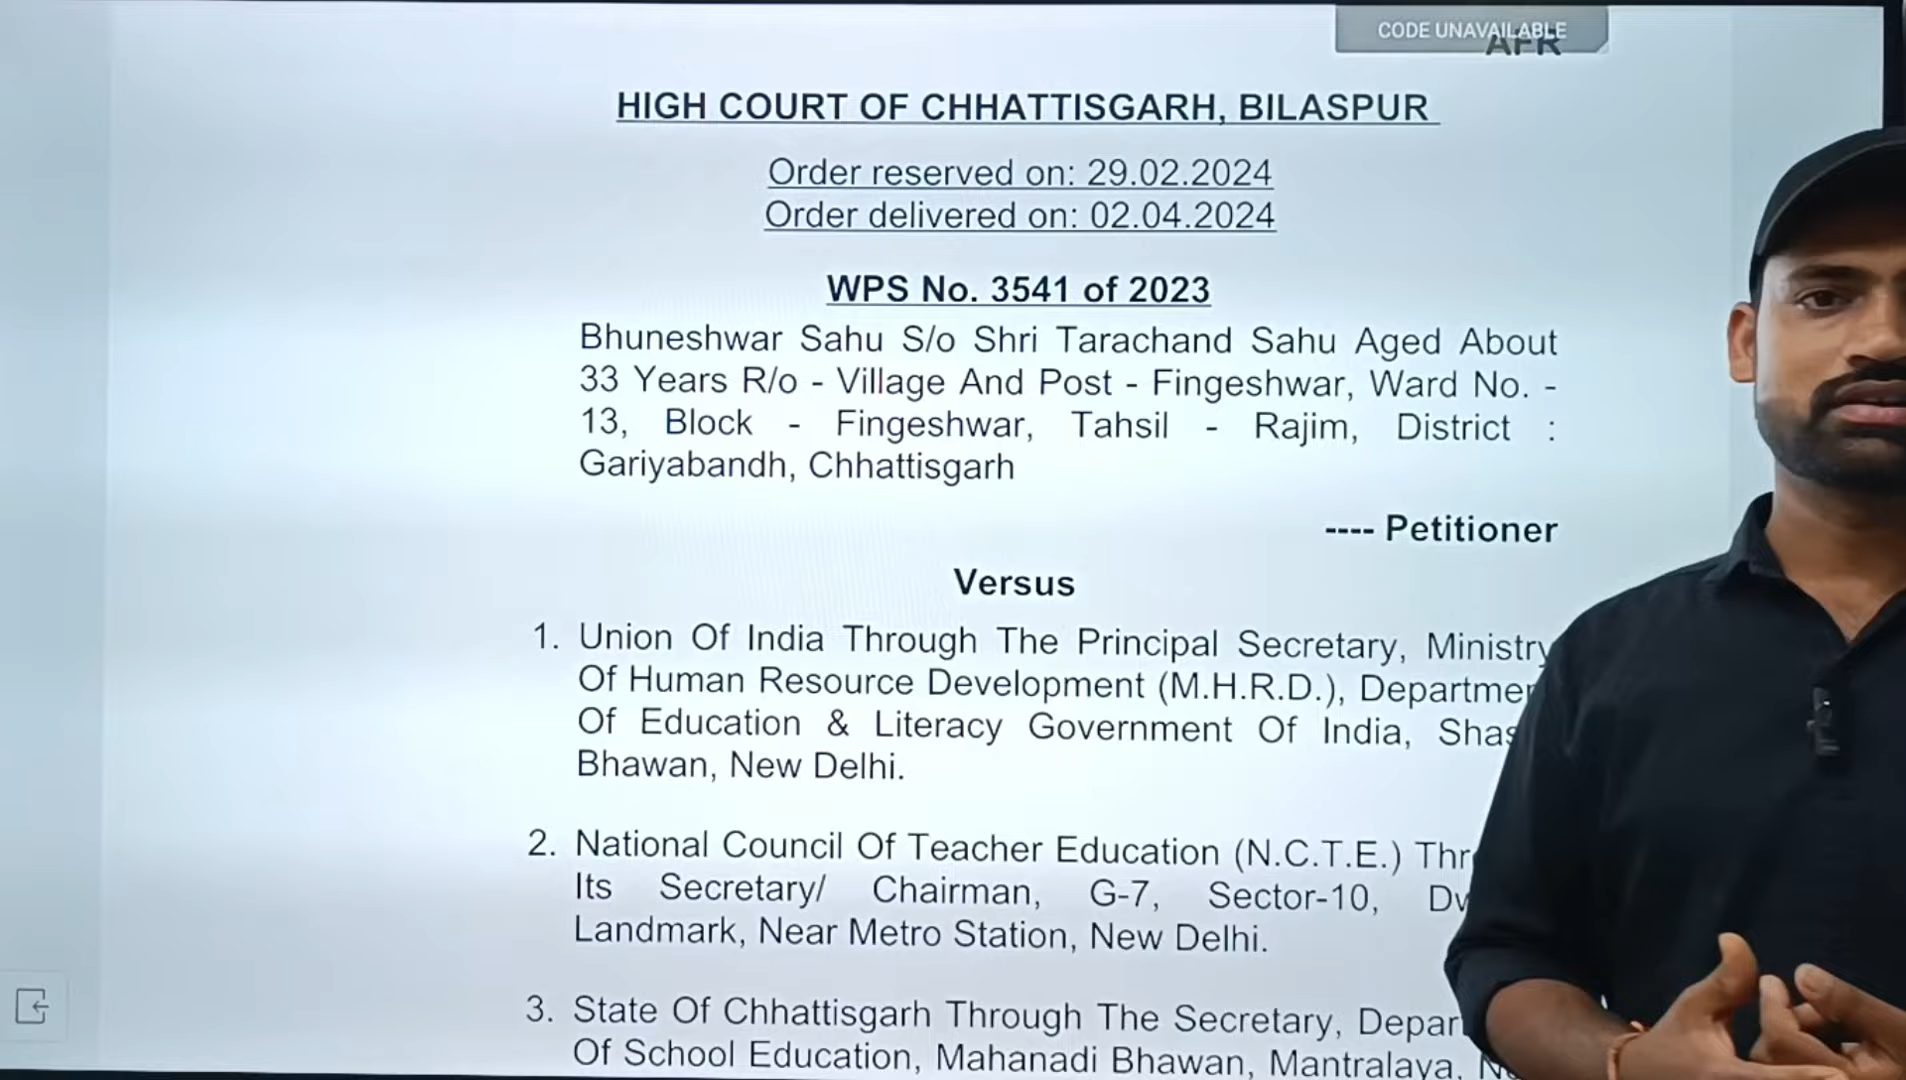 CODE UNAVAILABLE
AFR
HIGH COURT OF CHHATTISGARH, BILASPUR
Order reserved on: 29.02.2024
Order delivered on: 02.04.2024
WPS No. 3541 of 2023
Bhuneshwar Sahu S/o Shri Tarachand Sahu Aged About
33 Years R/o - Village And Post - Fingeshwar, Ward No. -
13, Block - Fingeshwar, Tahsil - Rajim, District :
Gariyabandh, Chhattisgarh
---- Petitioner
Versus
1. Union Of India Through The Principal Secretary, Ministry
Of Human Resource Development (M.H.R.D.),
Of Education & Literacy Government Of India,
Bhawan, New Delhi.
2. National Council Of Teacher Education (N.C.T.E.)
Its Secretary/ Chairman, G-7, Sector-10,
Landmark, Near Metro Station, New Delhi.
3. State Of Chhattisgarh Through The Secretary,
Of School Education, Mahanadi Bhawan, Mantralaya,